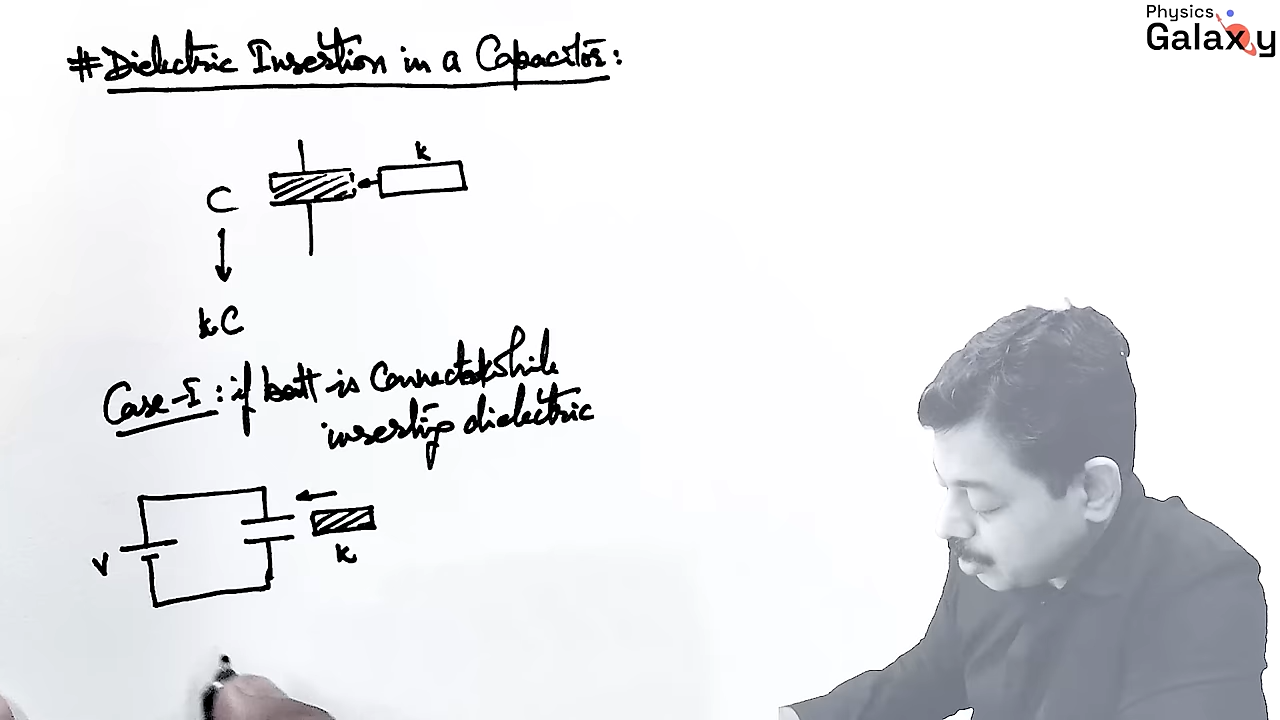 Physics
Galaxy
# Dielectric Insertion in a Capacitor:
k
C
kC
Case-I: if batt is connected while
inserting dielectric
V
k